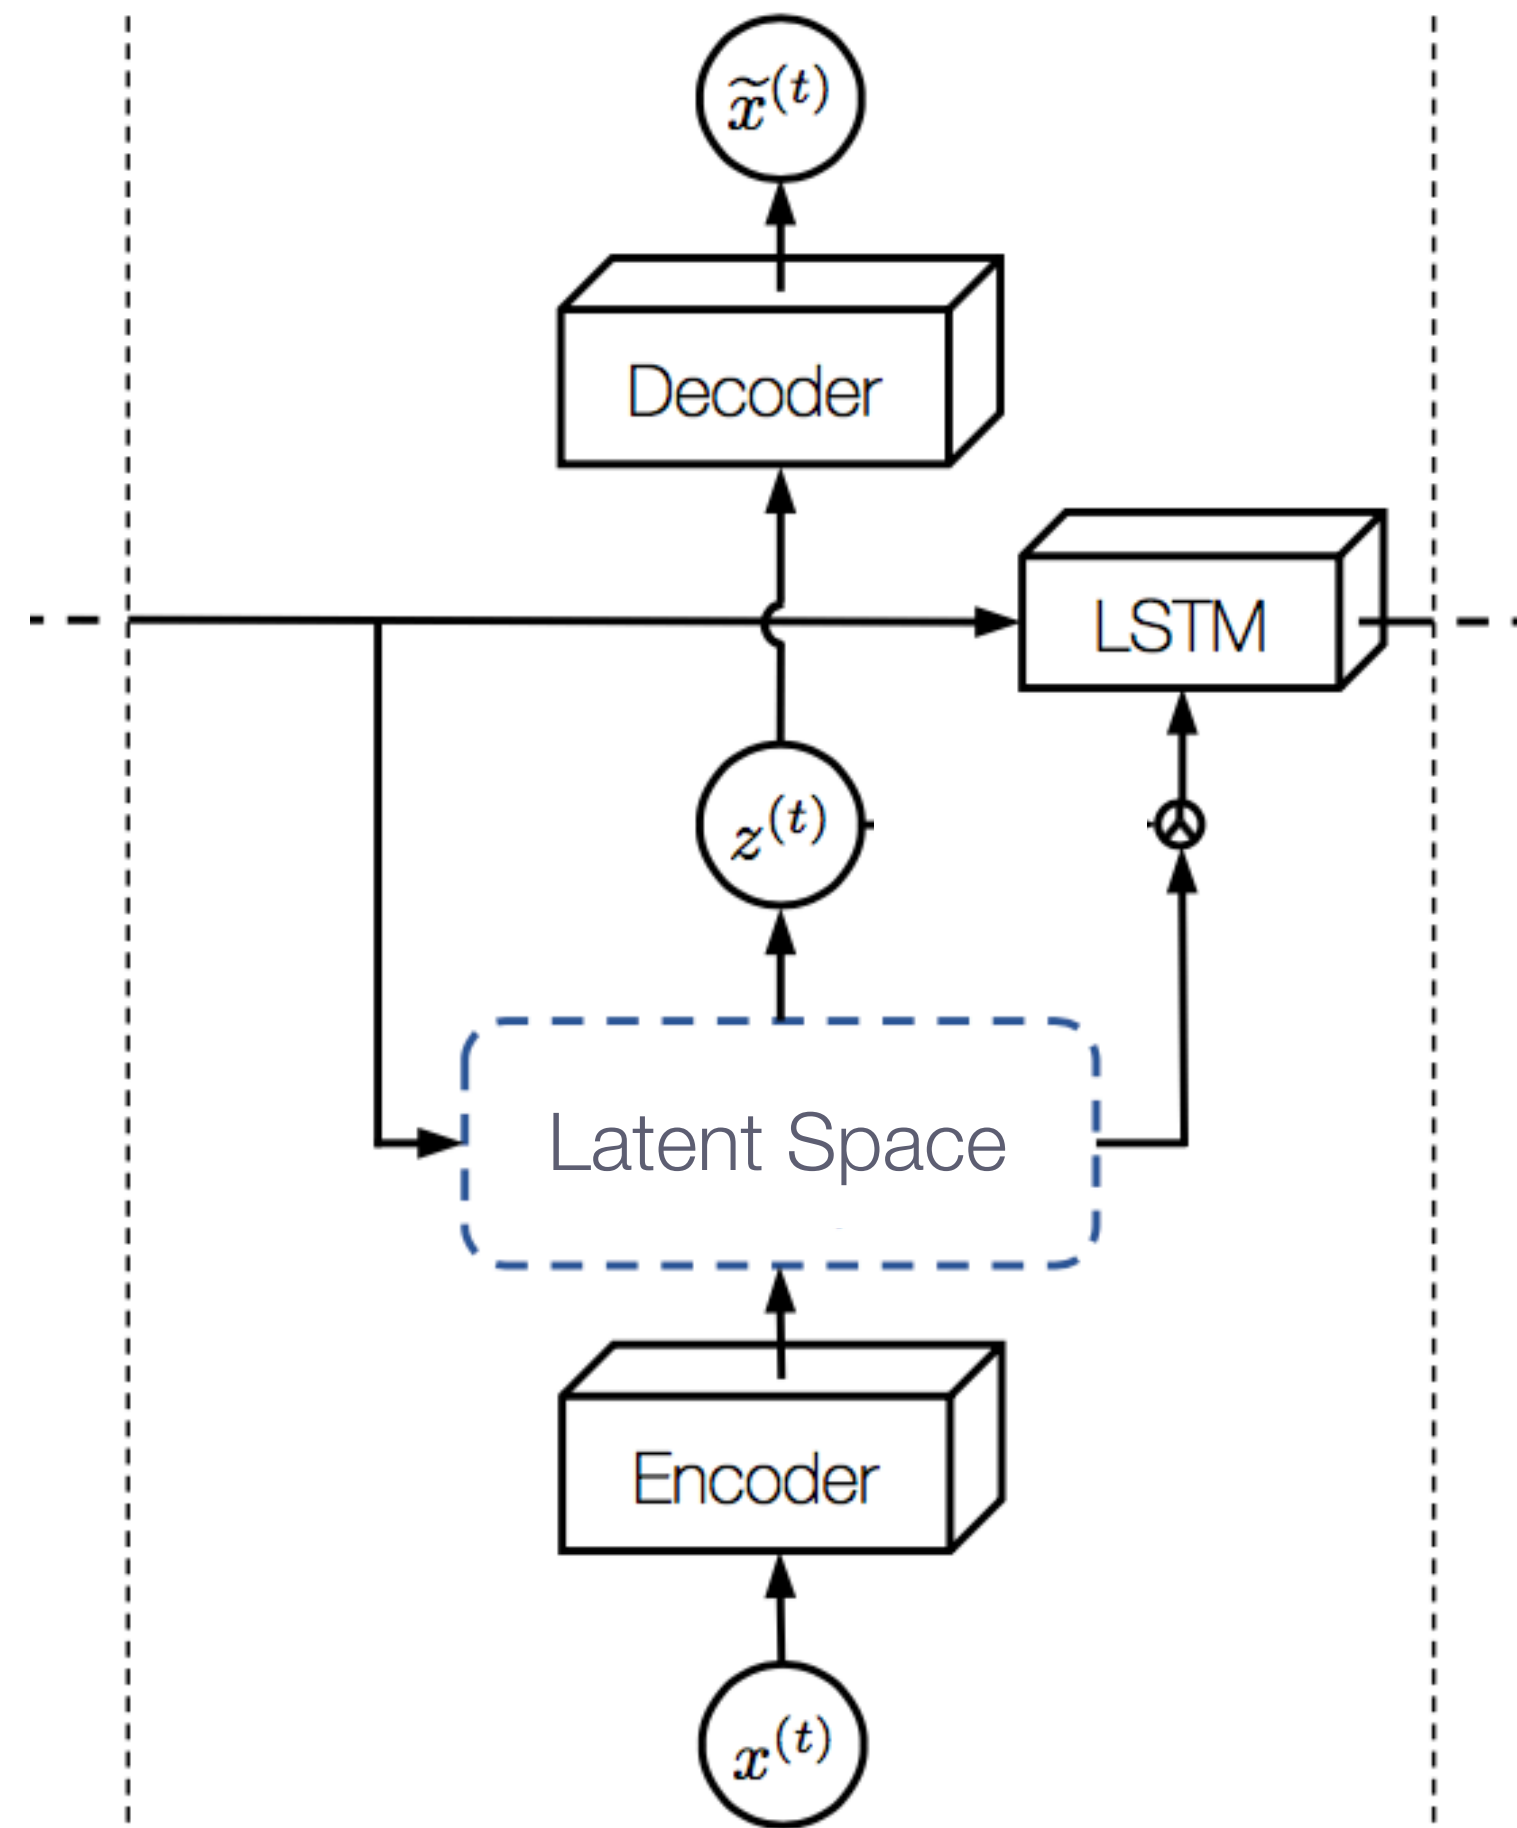 x̃^(t)
Decoder
LSTM
z^(t)
Latent Space
Encoder
x^(t)